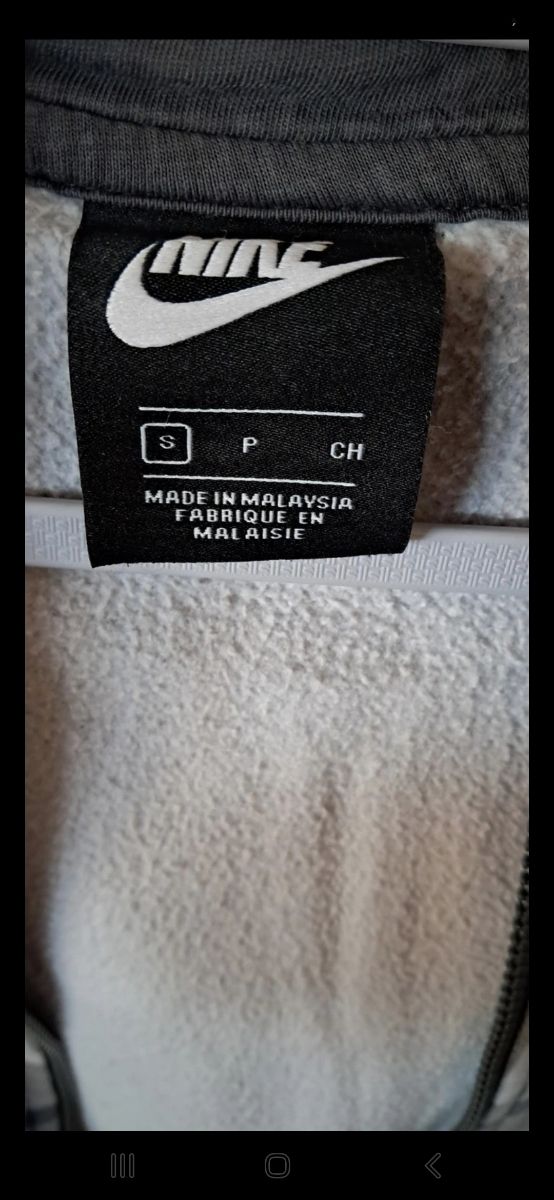 NIKE
S P CH
MADE IN MALAYSIA
FABRIQUE EN
MALAISIE